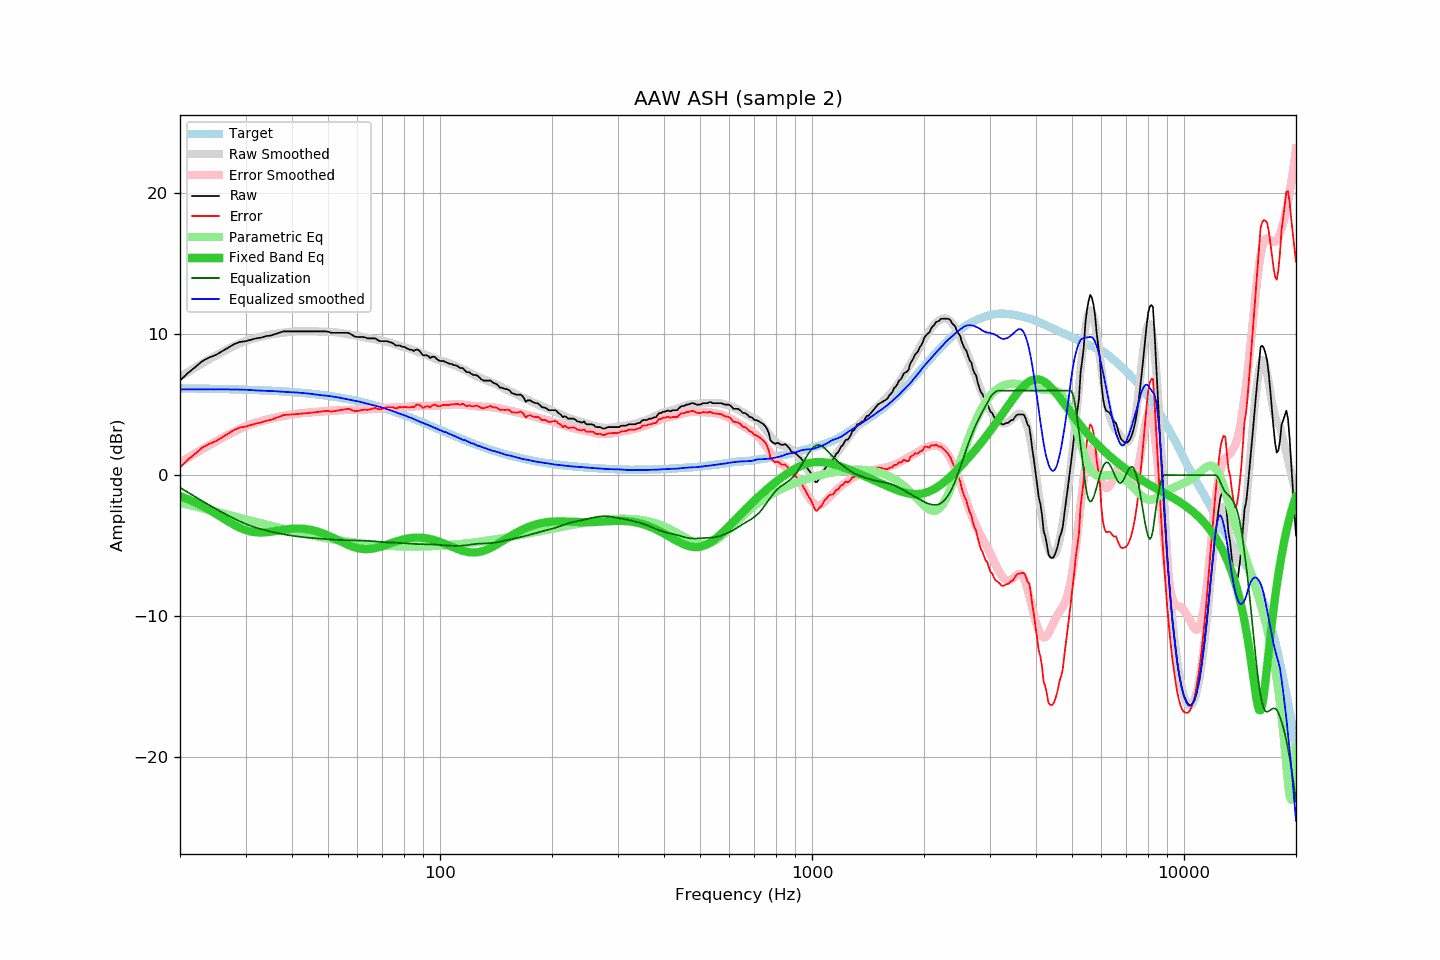 AAW ASH (sample 2)
Target
Raw Smoothed
Error Smoothed
Raw
Error
Parametric Eq
Fixed Band Eq
Equalization
Equalized smoothed
20
10
0
−10
−20
Amplitude (dBr)
100
1000
10000
Frequency (Hz)